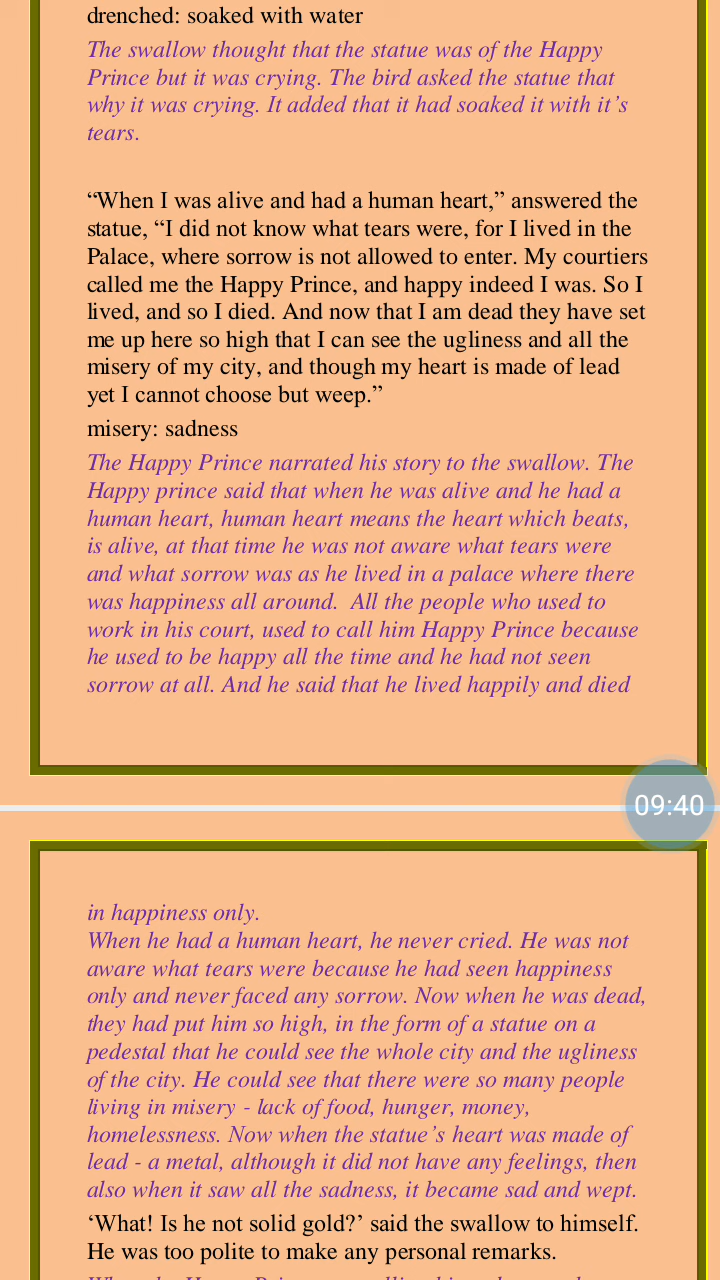 drenched: soaked with water
The swallow thought that the statue was of the Happy
Prince but it was crying. The bird asked the statue that
why it was crying. It added that it had soaked it with it’s
tears.
“When I was alive and had a human heart,” answered the
statue, “I did not know what tears were, for I lived in the
Palace, where sorrow is not allowed to enter. My courtiers
called me the Happy Prince, and happy indeed I was. So I
lived, and so I died. And now that I am dead they have set
me up here so high that I can see the ugliness and all the
misery of my city, and though my heart is made of lead
yet I cannot choose but weep.”
misery: sadness
The Happy Prince narrated his story to the swallow. The
Happy prince said that when he was alive and he had a
human heart, human heart means the heart which beats,
is alive, at that time he was not aware what tears were
and what sorrow was as he lived in a palace where there
was happiness all around.  All the people who used to
work in his court, used to call him Happy Prince because
he used to be happy all the time and he had not seen
sorrow at all. And he said that he lived happily and died
09:40
in happiness only.
When he had a human heart, he never cried. He was not
aware what tears were because he had seen happiness
only and never faced any sorrow. Now when he was dead,
they had put him so high, in the form of a statue on a
pedestal that he could see the whole city and the ugliness
of the city. He could see that there were so many people
living in misery - lack of food, hunger, money,
homelessness. Now when the statue’s heart was made of
lead - a metal, although it did not have any feelings, then
also when it saw all the sadness, it became sad and wept.
‘What! Is he not solid gold?’ said the swallow to himself.
He was too polite to make any personal remarks.